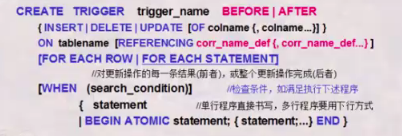 CREATE TRIGGER trigger_name BEFORE | AFTER
{ INSERT | DELETE | UPDATE [OF colname {, colname...}] }
ON tablename [REFERENCING corr_name_def {, corr_name_def...} ]
[FOR EACH ROW | FOR EACH STATEMENT]
//对更新操作的每一条结果(前者)，或整个更新操作完成(后者)
[WHEN (search_condition)] //检查条件，如满足执行下述程序
{ statement //单行程序直接书写，多行程序要用下行方式
| BEGIN ATOMIC statement; { statement;...} END }